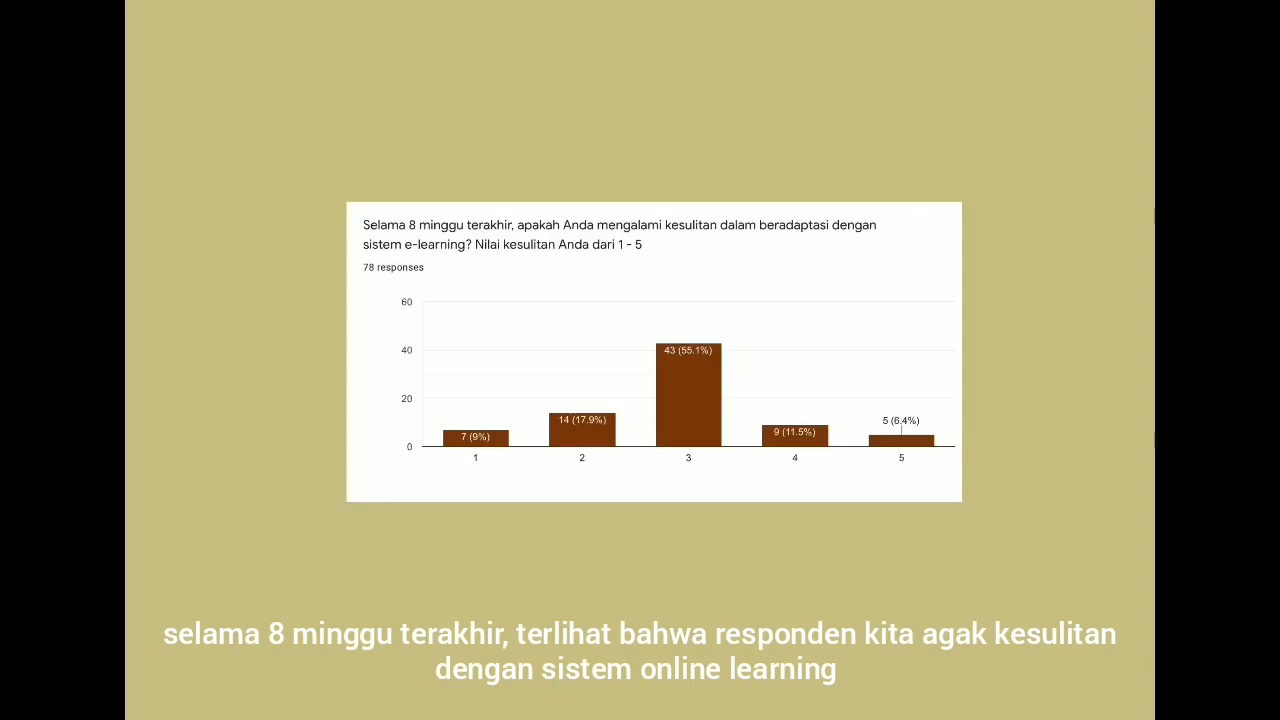 Selama 8 minggu terakhir, apakah Anda mengalami kesulitan dalam beradaptasi dengan
sistem e-learning? Nilai kesulitan Anda dari 1 - 5
78 responses
60
40
20
0
7 (9%)
14 (17.9%)
43 (55.1%)
9 (11.5%)
5 (6.4%)
1
2
3
4
5
selama 8 minggu terakhir, terlihat bahwa responden kita agak kesulitan
dengan sistem online learning